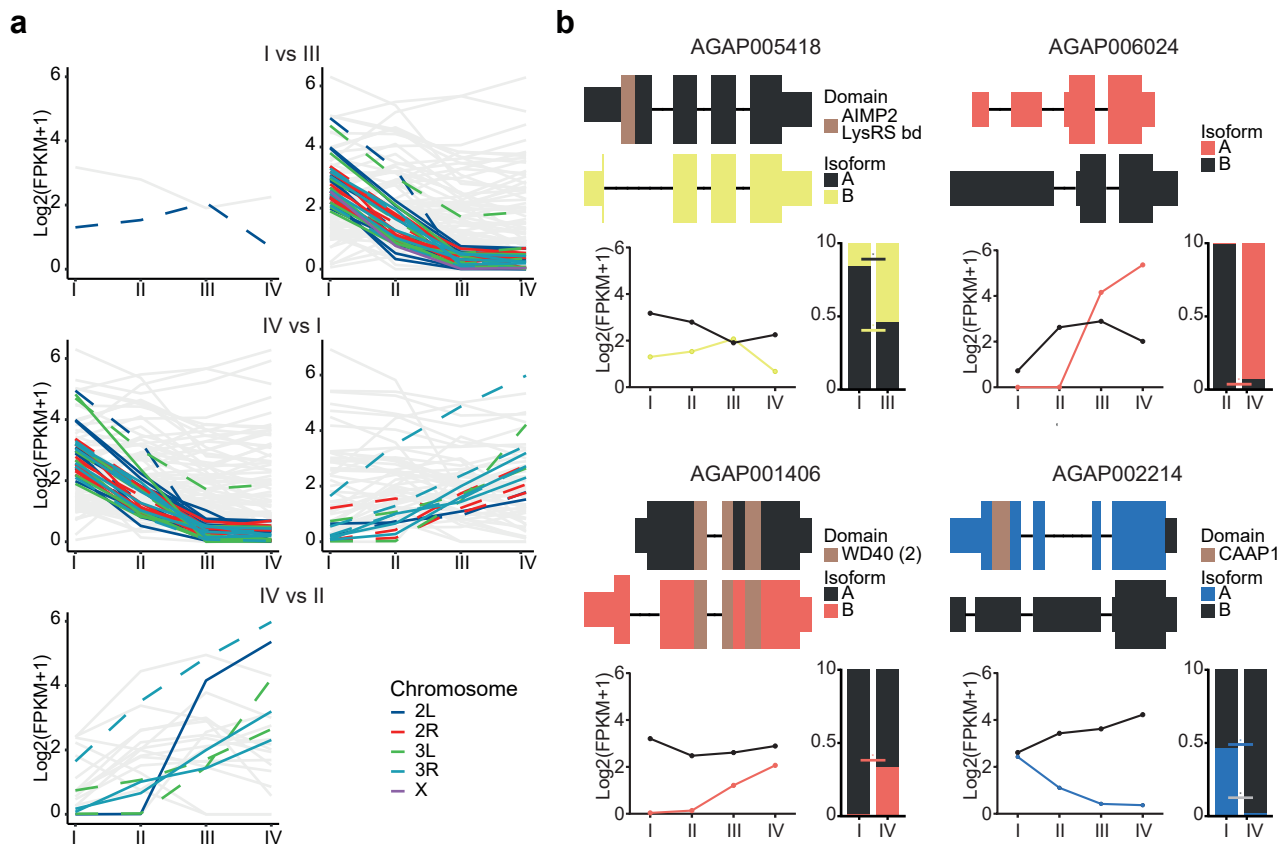 a
I vs III
Log2(FPKM+1)
6
4
2
0
I II III IV
6
4
2
0
I II III IV
IV vs I
Log2(FPKM+1)
6
4
2
0
I II III IV
6
4
2
0
I II III IV
IV vs II
Log2(FPKM+1)
6
4
2
0
I II III IV
Chromosome
2L
2R
3L
3R
X
b
AGAP005418
Domain
AIMP2
LysRS bd
Isoform
A
B
Log2(FPKM+1)
6
4
2
0
I II III IV
10
0.5
0
I III
AGAP006024
Isoform
A
B
Log2(FPKM+1)
6
4
2
0
I II III IV
10
0.5
0
II IV
AGAP001406
Domain
WD40 (2)
Isoform
A
B
Log2(FPKM+1)
6
4
2
0
I II III IV
10
0.5
0
I IV
AGAP002214
Domain
CAAP1
Isoform
A
B
Log2(FPKM+1)
6
4
2
0
I II III IV
10
0.5
0
I IV